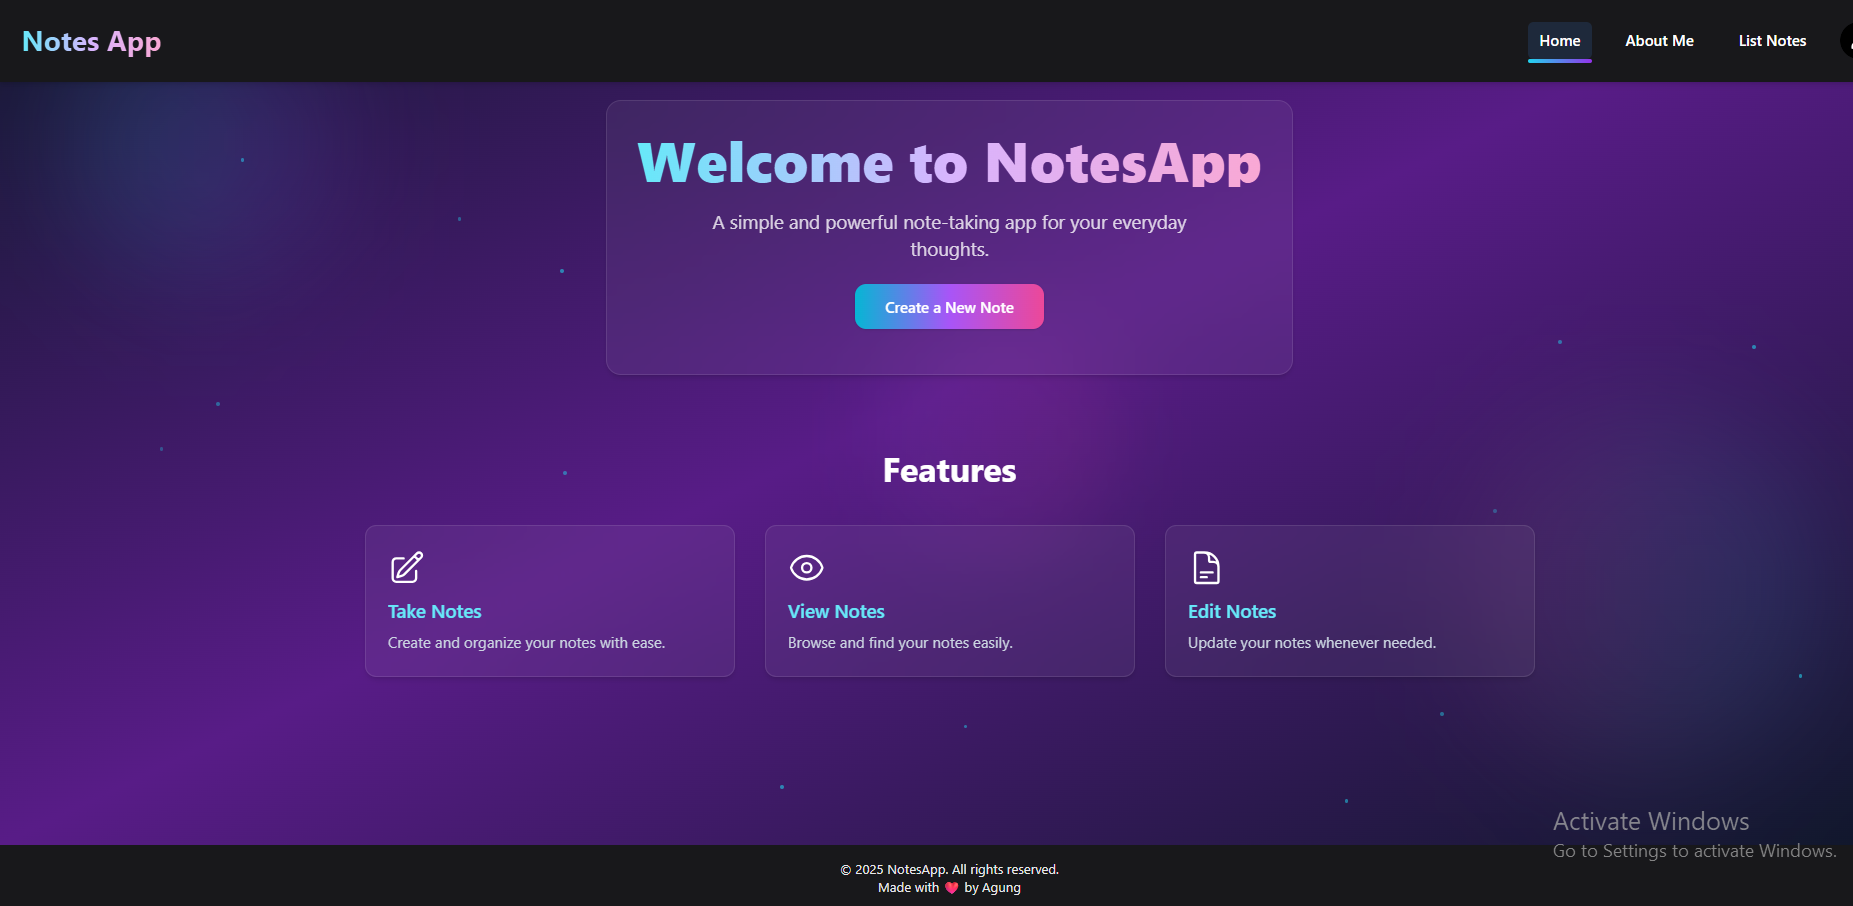 Notes App
Home
About Me
List Notes
Welcome to NotesApp
A simple and powerful note-taking app for your everyday
thoughts.
Create a New Note
Features
Take Notes
Create and organize your notes with ease.
View Notes
Browse and find your notes easily.
Edit Notes
Update your notes whenever needed.
Activate Windows
Go to Settings to activate Windows.
© 2025 NotesApp. All rights reserved.
Made with 💖 by Agung